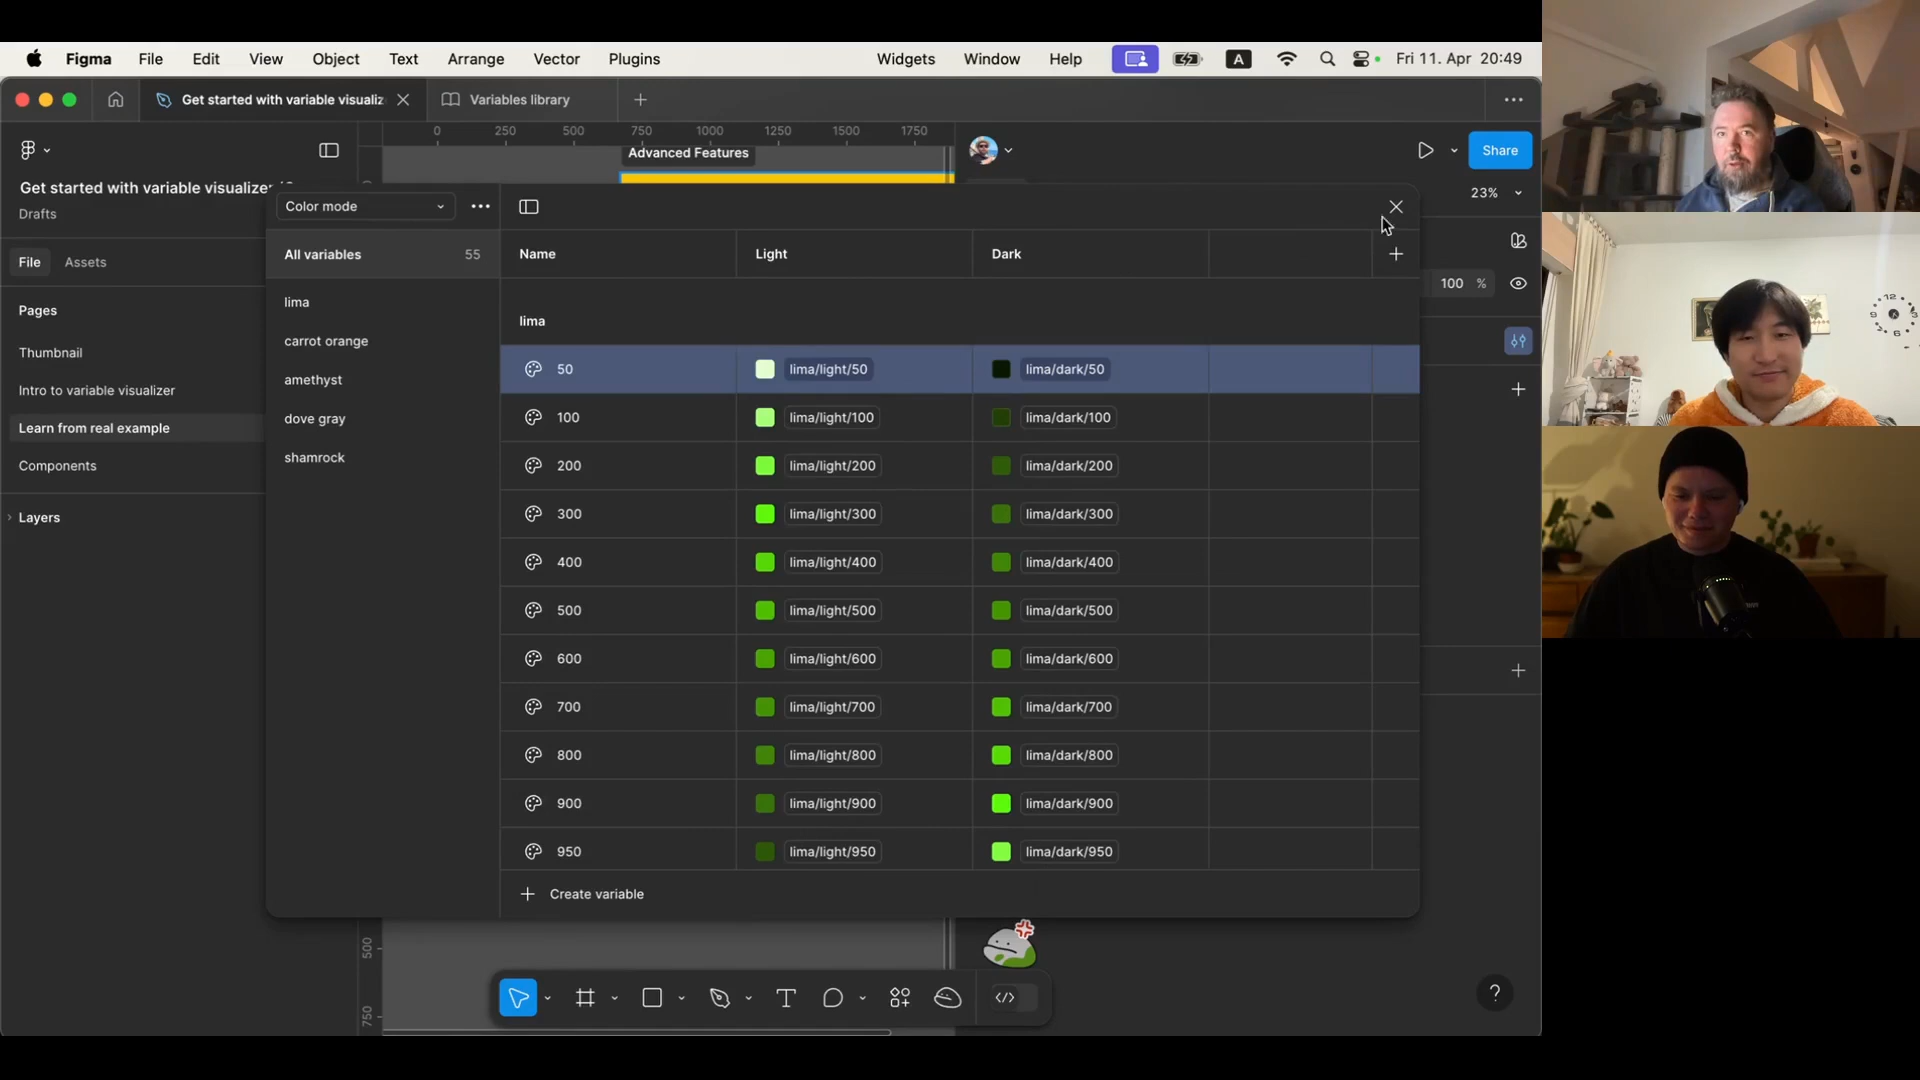 Figma File Edit View Object Text Arrange Vector Plugins Widgets Window Help A Fri 11. Apr 20:49
Get started with variable visualiz Variables library
0 250 500 750 1000 1250 1500 1750
Advanced Features
Share
Get started with variable visualizer
Drafts
23%
Color mode
File Assets
All variables 55
Name Light Dark
100 %
Pages
Thumbnail
Intro to variable visualizer
Learn from real example
Components
Layers
lima
carrot orange
amethyst
dove gray
shamrock
lima
50 lima/light/50 lima/dark/50
100 lima/light/100 lima/dark/100
200 lima/light/200 lima/dark/200
300 lima/light/300 lima/dark/300
400 lima/light/400 lima/dark/400
500 lima/light/500 lima/dark/500
600 lima/light/600 lima/dark/600
700 lima/light/700 lima/dark/700
800 lima/light/800 lima/dark/800
900 lima/light/900 lima/dark/900
950 lima/light/950 lima/dark/950
Create variable
500
750
?
12
3
6
9